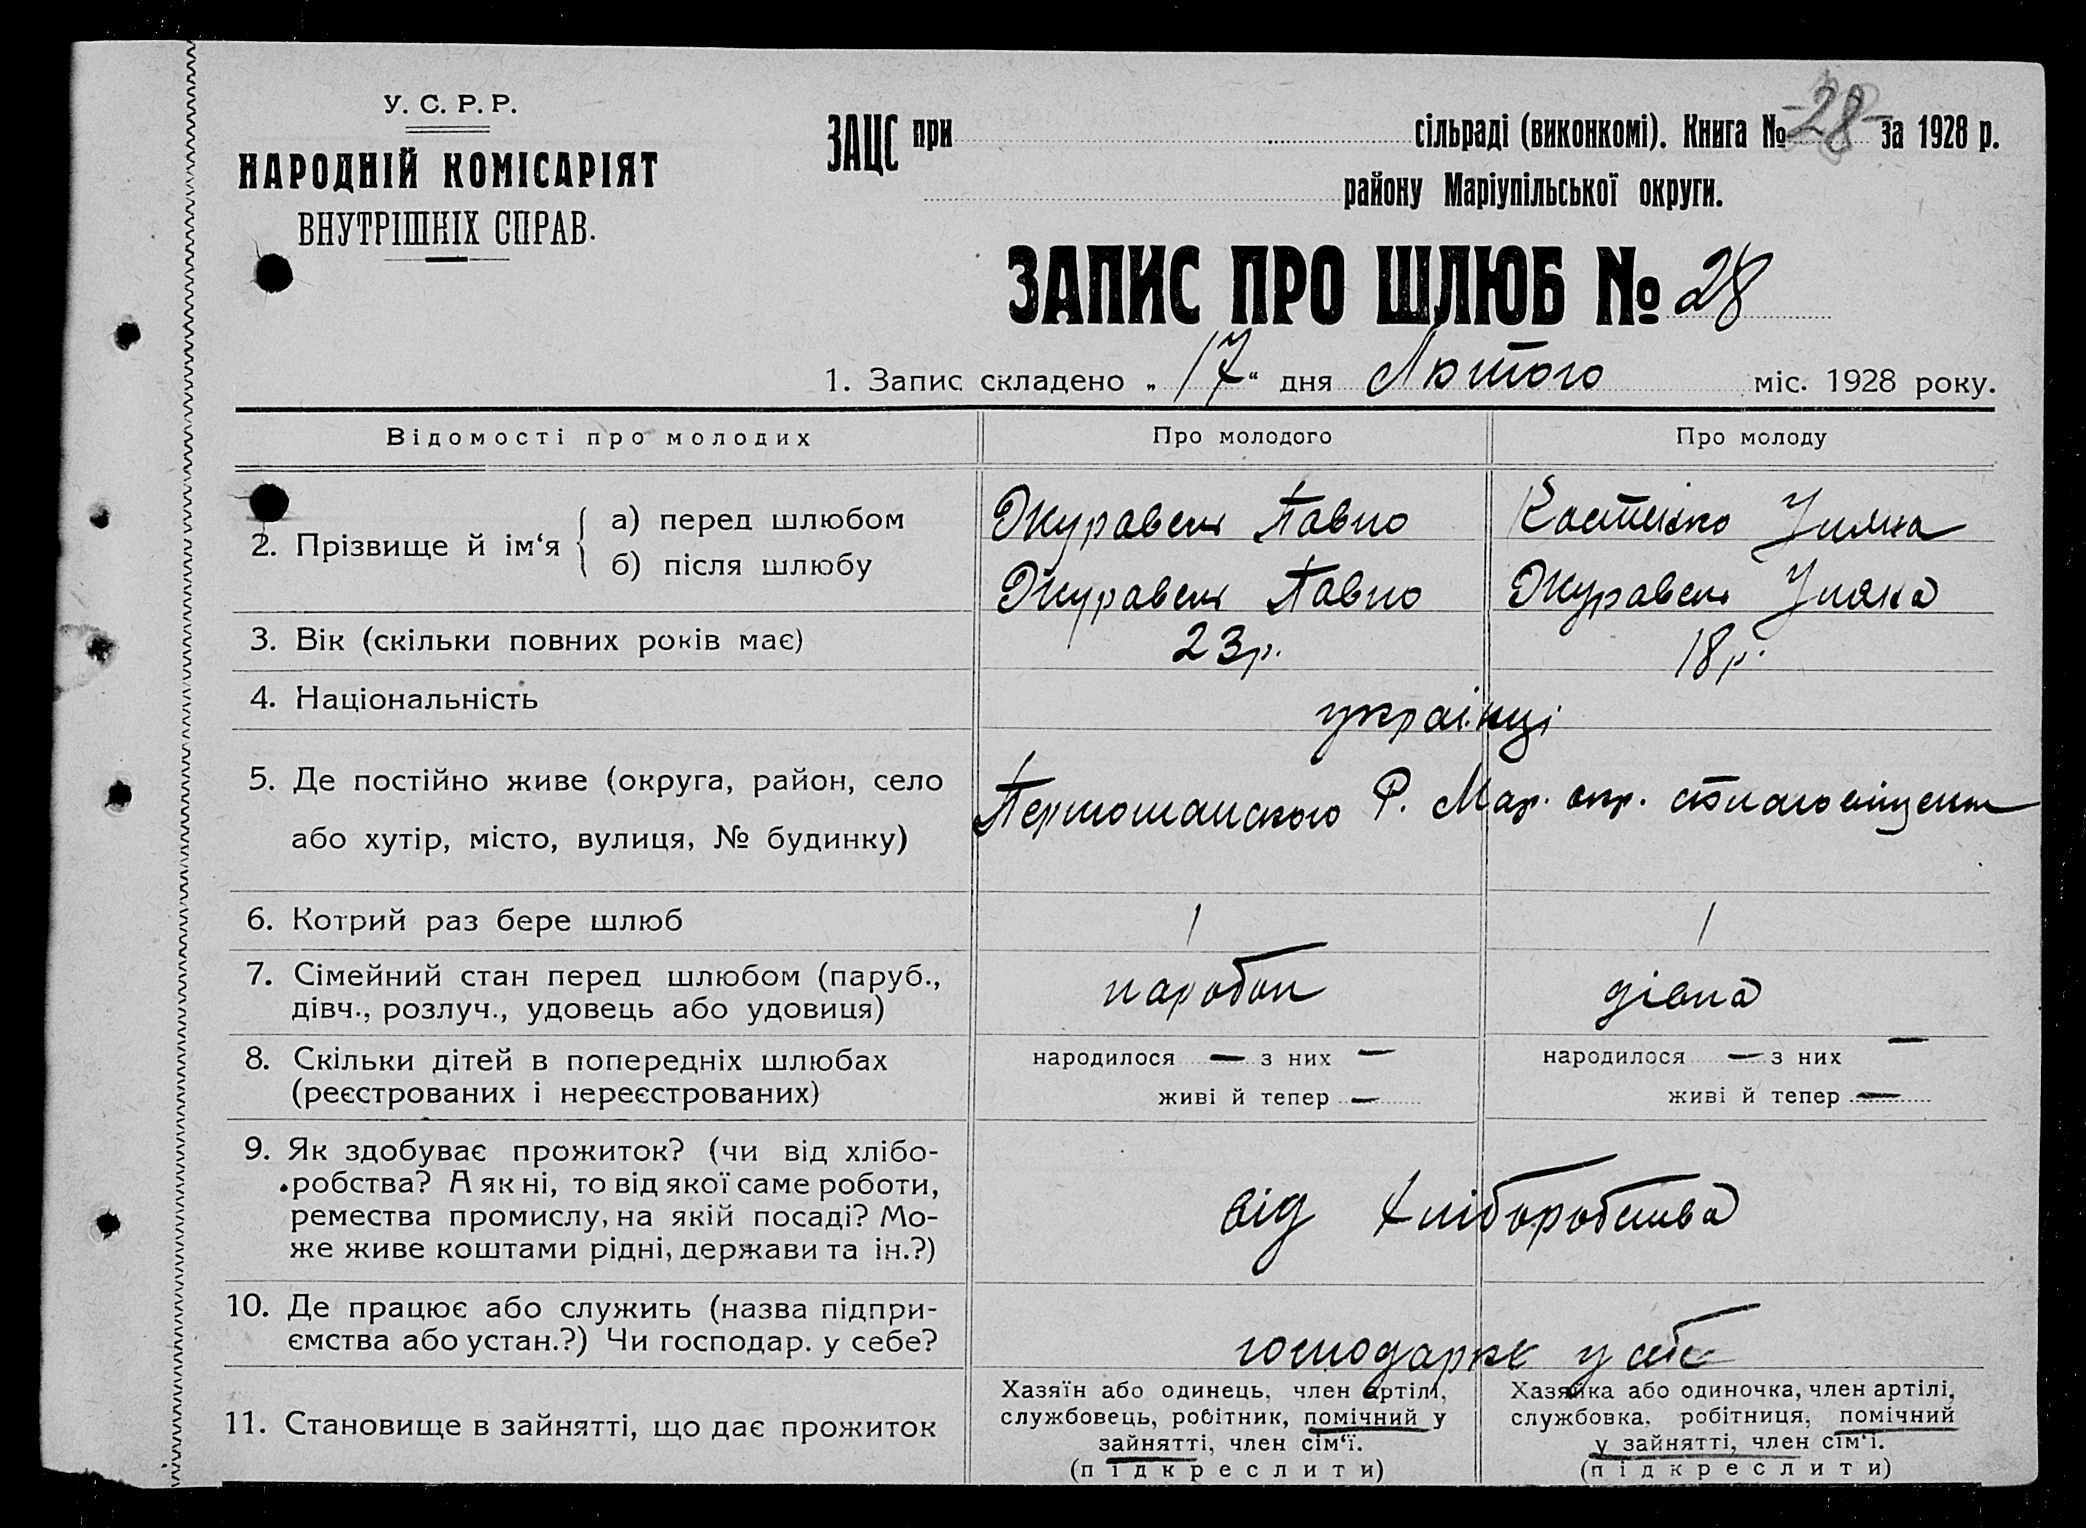 У. С. Р. Р.
НАРОДНІЙ КОМІСАРІЯТ
ВНУТРІШНІХ СПРАВ.
ЗАЦС при сільраді (виконкомі). Книга № -28- за 1928 р.
району Маріупільської округи.
ЗАПИС ПРО ШЛЮБ № 28
1. Запис складено „17“ дня Лютого міс. 1928 року.
Відомості про молодих Про молодого Про молоду
2. Прізвище й ім‘я
а) перед шлюбом Журавель Павло Костенко Уляна
б) після шлюбу Журавель Павло Журавель Уляна
3. Вік (скільки повних років має) 23 р. 18 р.
4. Національність українці
5. Де постійно живе (округа, район, село
або хутір, місто, вулиця, № будинку)
Першотравського Р. Мар. окр.
6. Котрий раз бере шлюб 1 1
7. Сімейний стан перед шлюбом (паруб.,
дівч., розлуч., удовець або удовиця)
паробок дівка
8. Скільки дітей в попередніх шлюбах
(реєстрованих і нереєстрованих)
народилося — з них —
живі й тепер —
народилося — з них —
живі й тепер —
9. Як здобуває прожиток? (чи від хлібо-
робства? А як ні, то від якої саме роботи,
ремества промислу, на якій посаді? Мо-
же живе коштами рідні, держави та ін.?)
від хліборобства
10. Де працює або служить (назва підпри-
ємства або устан.?) Чи господар. у себе?
господарює у себе
11. Становище в зайнятті, що дає прожиток
Хазяїн або одинець, член артілі,
службовець, робітник, помічний у
зайнятті, член сім‘ї.
(підкреслити)
Хазяйка або одиночка, член артілі,
службовка, робітниця, помічний
у зайнятті, член сім‘ї.
(підкреслити)